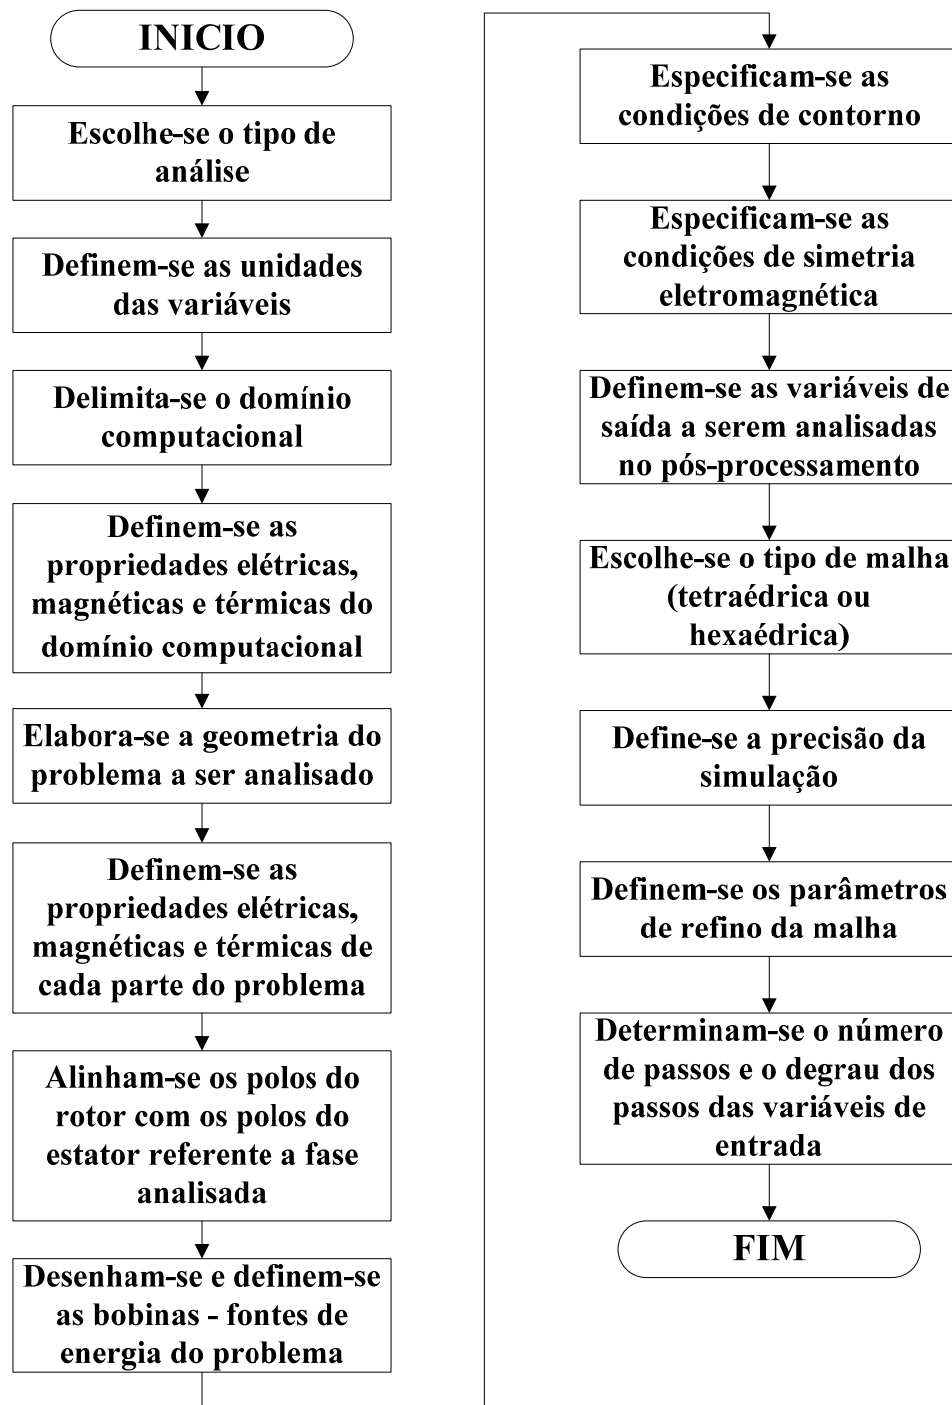 INICIO
Escolhe-se o tipo de
análise
Definem-se as unidades
das variáveis
Delimita-se o domínio
computacional
Definem-se as
propriedades elétricas,
magnéticas e térmicas do
domínio computacional
Elabora-se a geometria do
problema a ser analisado
Definem-se as
propriedades elétricas,
magnéticas e térmicas de
cada parte do problema
Alinham-se os polos do
rotor com os polos do
estator referente a fase
analisada
Desenham-se e definem-se
as bobinas - fontes de
energia do problema
Especificam-se as
condições de contorno
Especificam-se as
condições de simetria
eletromagnética
Definem-se as variáveis de
saída a serem analisadas
no pós-processamento
Escolhe-se o tipo de malha
(tetraédrica ou
hexaédrica)
Define-se a precisão da
simulação
Definem-se os parâmetros
de refino da malha
Determinam-se o número
de passos e o degrau dos
passos das variáveis de
entrada
FIM